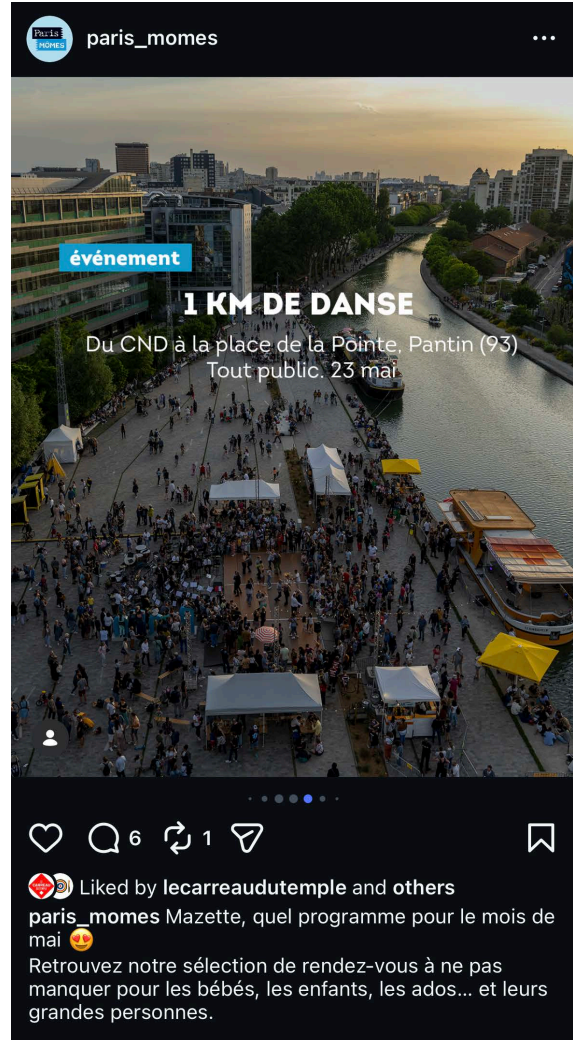 Paris
MÔMES
paris_momes
événement
1 KM DE DANSE
Du CND à la place de la Pointe, Pantin (93)
Tout public. 23 mai
6
1
Liked by lecarreaudutemple and others
paris_momes Mazette, quel programme pour le mois de
mai 😍
Retrouvez notre sélection de rendez-vous à ne pas
manquer pour les bébés, les enfants, les ados... et leurs
grandes personnes.